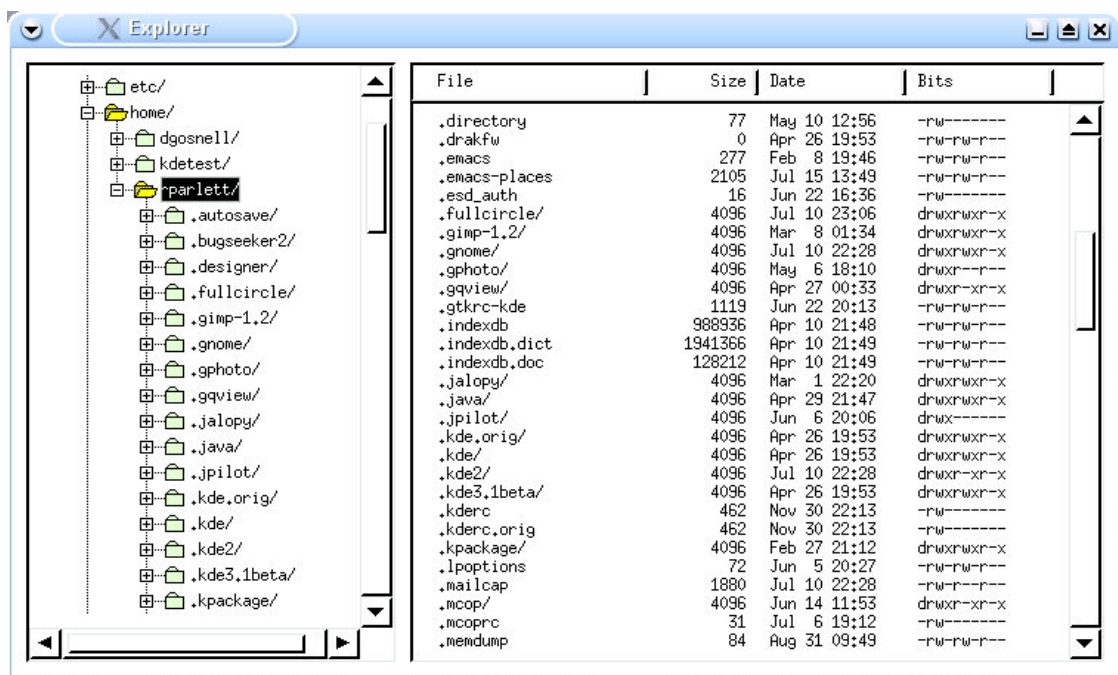 Explorer
etc/
home/
dgosnell/
kdetest/
rparlett/
.autosave/
.bugseeker2/
.designer/
.fullcircle/
.gimp-1.2/
.gnome/
.gphoto/
.gqview/
.jalopy/
.java/
.jpilot/
.kde.orig/
.kde/
.kde2/
.kde3.1beta/
.kpackage/
File Size Date Bits
.directory 77 May 10 12:56 -rw-------
.drakfw 0 Apr 26 19:53 -rw-rw-r--
.emacs 277 Feb 8 19:46 -rw-rw-r--
.emacs-places 2105 Jul 15 13:49 -rw-rw-r--
.esd_auth 16 Jun 22 16:36 -rw-------
.fullcircle/ 4096 Jul 10 23:06 drwxrwxr-x
.gimp-1.2/ 4096 Mar 8 01:34 drwxrwxr-x
.gnome/ 4096 Jul 10 22:28 drwxrwxr-x
.gphoto/ 4096 May 6 18:10 drwxr--r--
.gqview/ 4096 Apr 27 00:33 drwxr-xr-x
.gtkrc-kde 1119 Jun 22 20:13 -rw-rw-r--
.indexdb 988936 Apr 10 21:48 -rw-rw-r--
.indexdb.dict 1941366 Apr 10 21:49 -rw-rw-r--
.indexdb.doc 128212 Apr 10 21:49 -rw-rw-r--
.jalopy/ 4096 Mar 1 22:20 drwxrwxr-x
.java/ 4096 Apr 29 21:47 drwxrwxr-x
.jpilot/ 4096 Jun 6 20:06 drwx------
.kde.orig/ 4096 Apr 26 19:53 drwxrwxr-x
.kde/ 4096 Apr 26 19:53 drwxrwxr-x
.kde2/ 4096 Jul 10 22:28 drwxr-xr-x
.kde3.1beta/ 4096 Apr 26 19:53 drwxrwxr-x
.kderc 462 Nov 30 22:13 -rw-------
.kderc.orig 462 Nov 30 22:13 -rw-------
.kpackage/ 4096 Feb 27 21:12 drwxrwxr-x
.lpoptions 72 Jun 5 20:27 -rw-rw-r--
.mailcap 1880 Jul 10 22:28 -rw-rw-r--
.mcop/ 4096 Jun 14 11:53 drwxr-xr-x
.mcoprc 31 Jul 6 19:12 -rw-------
.memdump 84 Aug 31 09:49 -rw-rw-r--